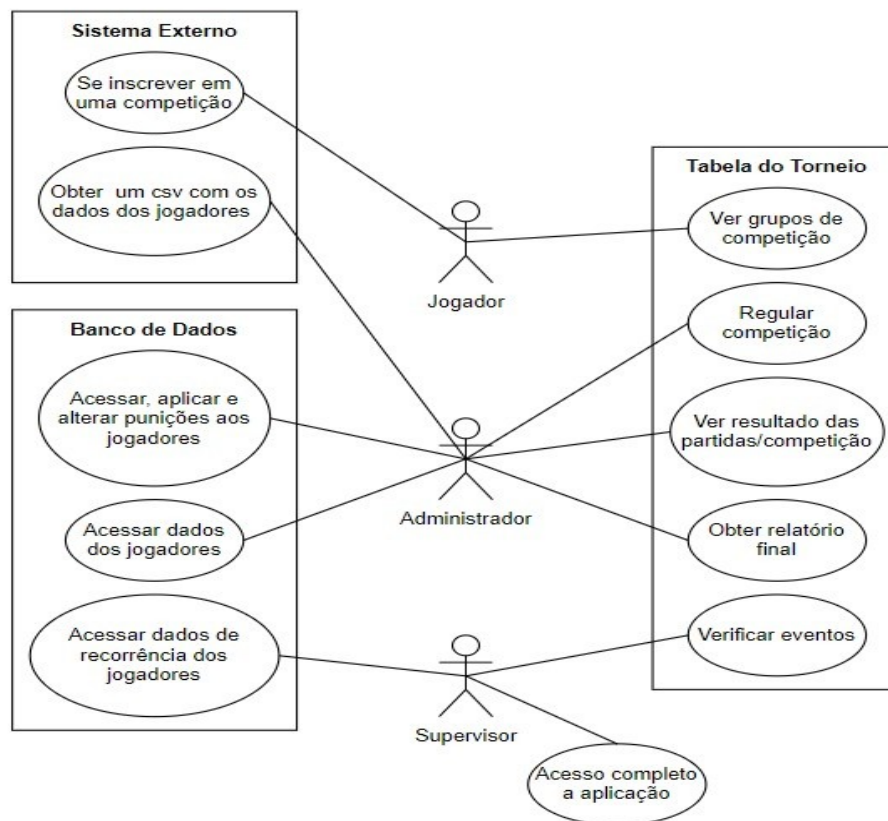 Sistema Externo
Se inscrever em
uma competição
Obter um csv com os
dados dos jogadores
Banco de Dados
Acessar, aplicar e
alterar punições aos
jogadores
Acessar dados
dos jogadores
Acessar dados de
recorrência dos
jogadores
Jogador
Administrador
Supervisor
Acesso completo
a aplicação
Tabela do Torneio
Ver grupos de
competição
Regular
competição
Ver resultado das
partidas/competição
Obter relatório
final
Verificar eventos